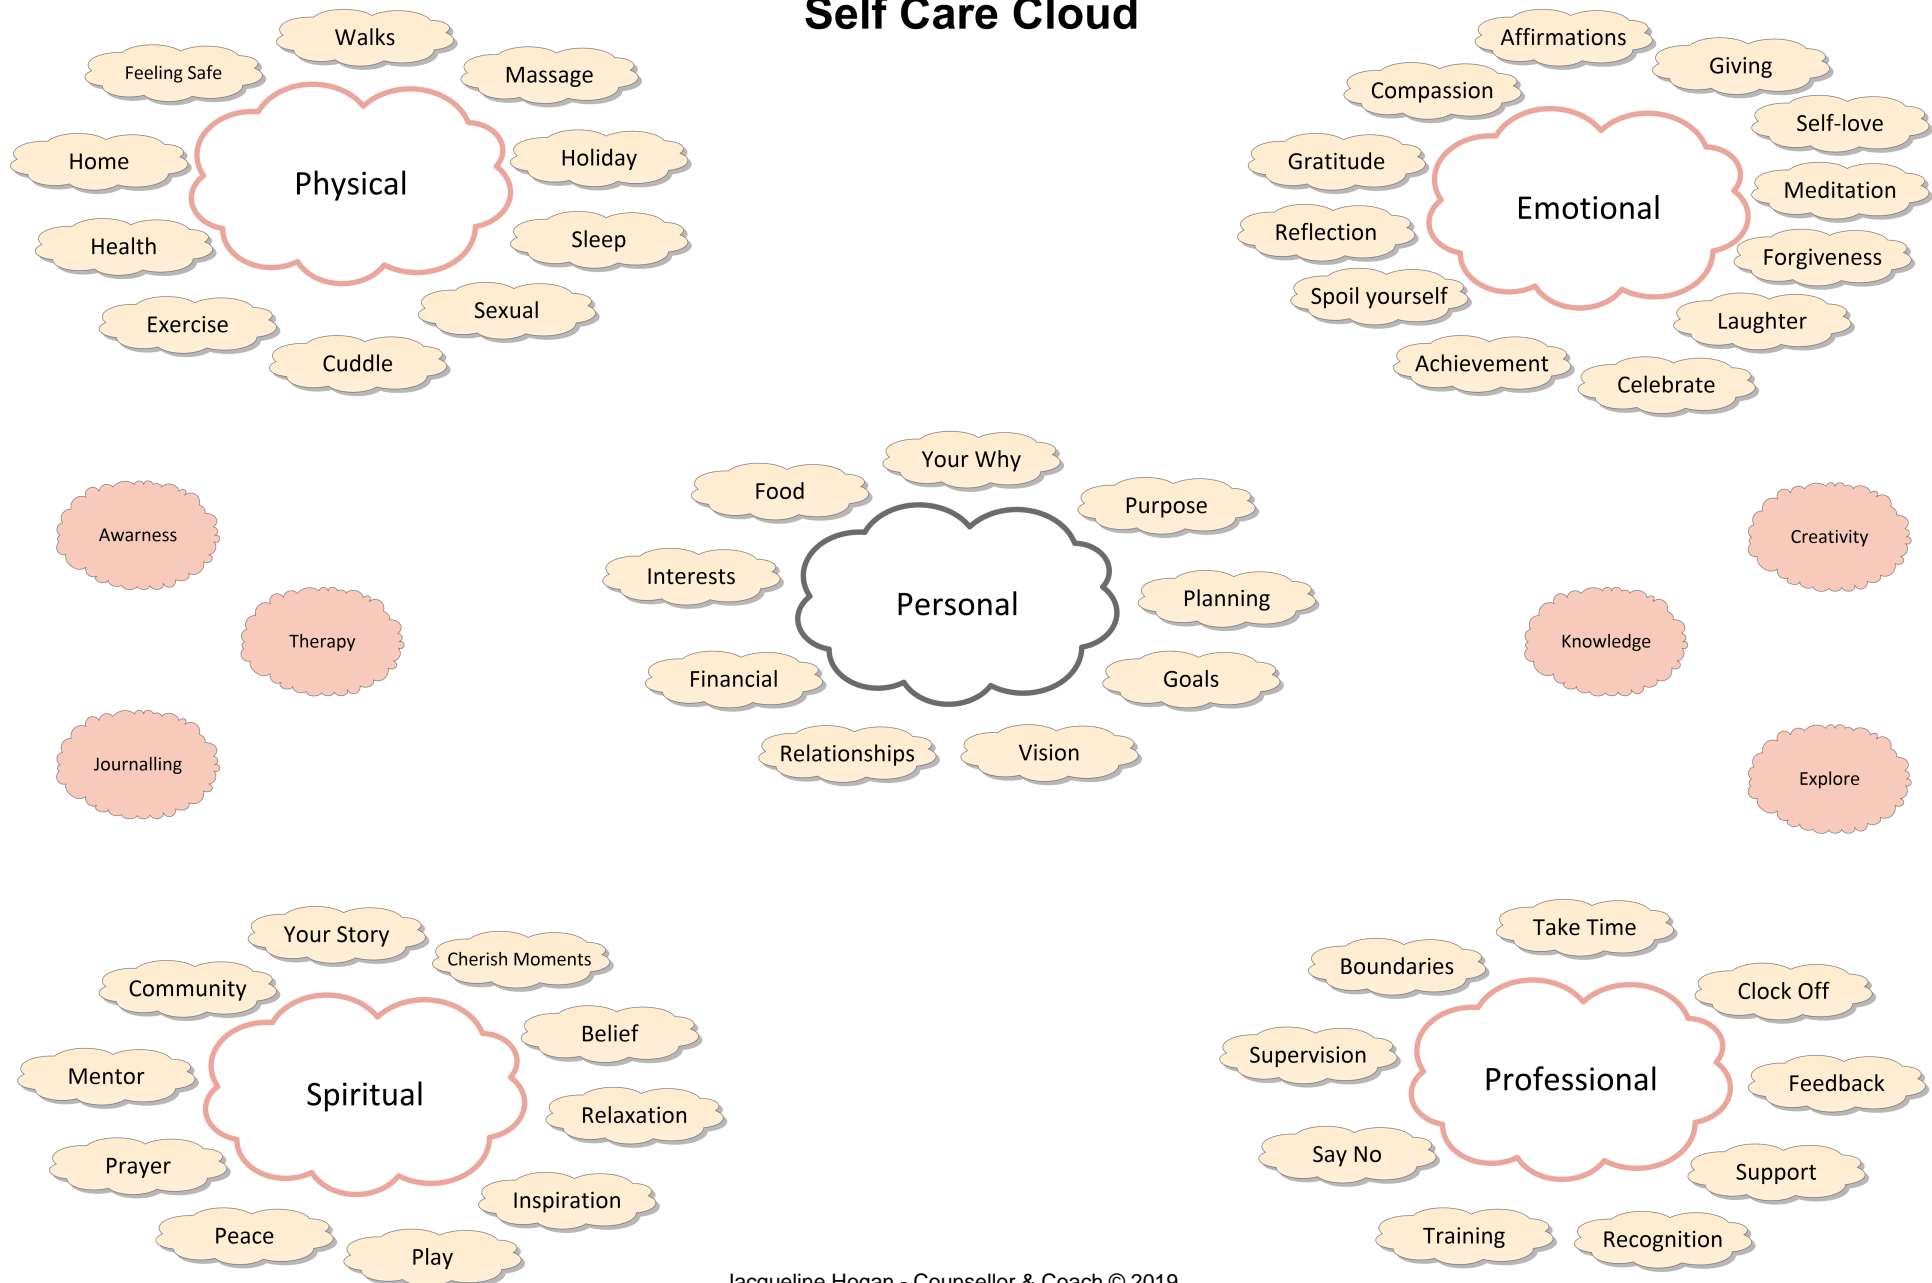 Self Care Cloud
Walks
Feeling Safe
Massage
Home
Holiday
Physical
Health
Sleep
Exercise
Sexual
Cuddle
Affirmations
Giving
Compassion
Self-love
Gratitude
Meditation
Emotional
Reflection
Forgiveness
Spoil yourself
Laughter
Achievement
Celebrate
Your Why
Food
Purpose
Interests
Planning
Personal
Financial
Goals
Relationships
Vision
Awarness
Therapy
Journalling
Creativity
Knowledge
Explore
Your Story
Cherish Moments
Community
Belief
Mentor
Spiritual
Relaxation
Prayer
Inspiration
Peace
Play
Take Time
Boundaries
Clock Off
Supervision
Professional
Feedback
Say No
Support
Training
Recognition
Jacqueline Hogan - Counsellor & Coach © 2019